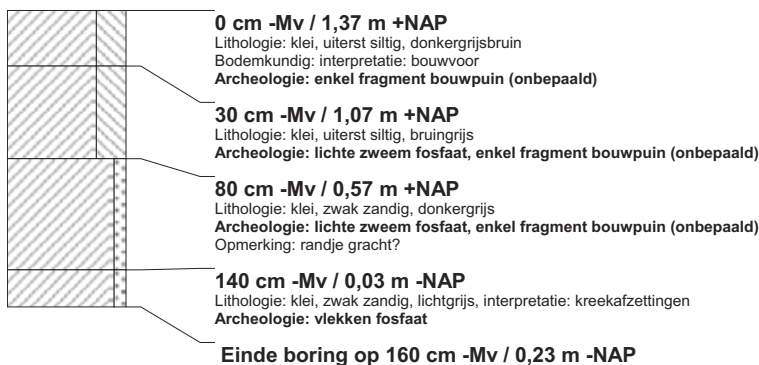 0 cm -Mv / 1,37 m +NAP
Lithologie: klei, uiterst siltig, donkergrijsbruin
Bodemkundig: interpretatie: bouwvoor
Archeologie: enkel fragment bouwpuin (onbepaald)
30 cm -Mv / 1,07 m +NAP
Lithologie: klei, uiterst siltig, bruingrijs
Archeologie: lichte zweem fosfaat, enkel fragment bouwpuin (onbepaald)
80 cm -Mv / 0,57 m +NAP
Lithologie: klei, zwak zandig, donkergrijs
Archeologie: lichte zweem fosfaat, enkel fragment bouwpuin (onbepaald)
Opmerking: randje gracht?
140 cm -Mv / 0,03 m -NAP
Lithologie: klei, zwak zandig, lichtgrijs, interpretatie: kreekafzettingen
Archeologie: vlekken fosfaat
Einde boring op 160 cm -Mv / 0,23 m -NAP